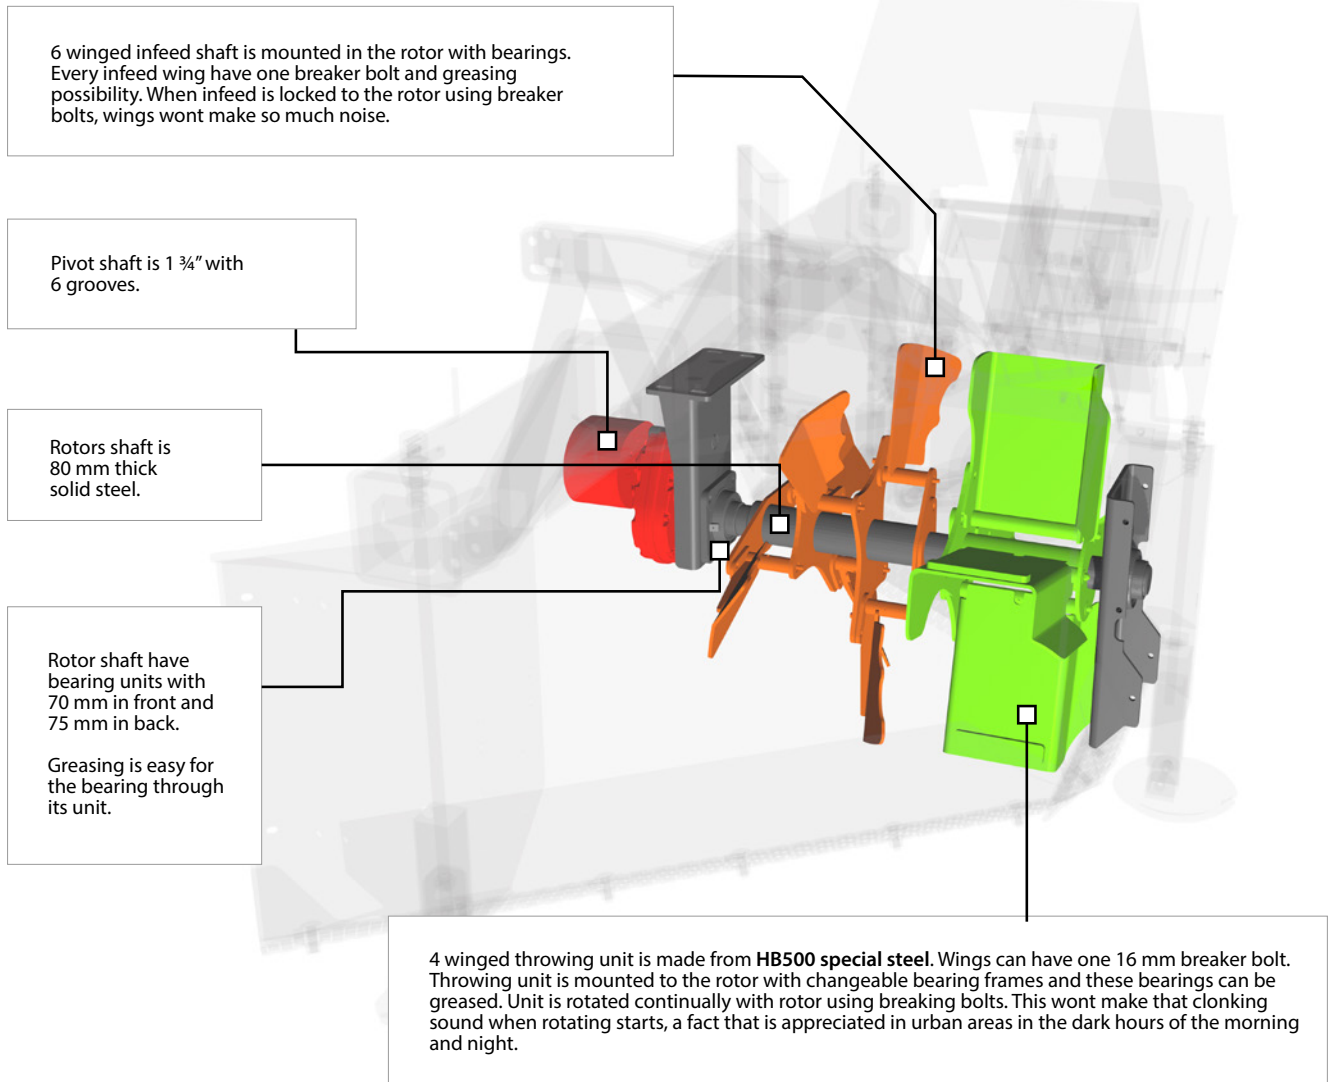 6 winged infeed shaft is mounted in the rotor with bearings.
Every infeed wing have one breaker bolt and greasing
possibility. When infeed is locked to the rotor using breaker
bolts, wings wont make so much noise.
Pivot shaft is 1 ¾” with
6 grooves.
Rotors shaft is
80 mm thick
solid steel.
Rotor shaft have
bearing units with
70 mm in front and
75 mm in back.
Greasing is easy for
the bearing through
its unit.
4 winged throwing unit is made from HB500 special steel. Wings can have one 16 mm breaker bolt.
Throwing unit is mounted to the rotor with changeable bearing frames and these bearings can be
greased. Unit is rotated continually with rotor using breaking bolts. This wont make that clonking
sound when rotating starts, a fact that is appreciated in urban areas in the dark hours of the morning
and night.